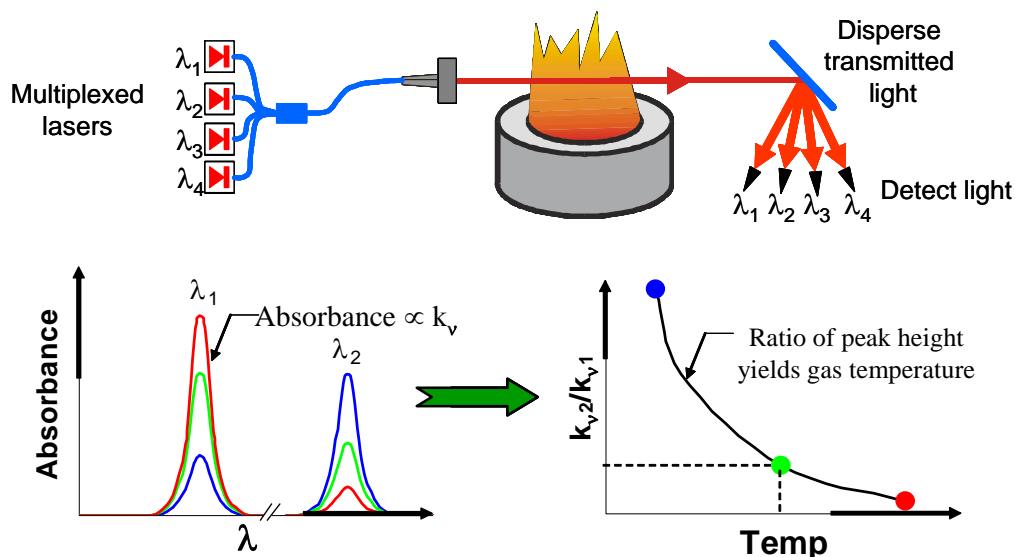 Multiplexed
lasers
λ1
λ2
λ3
λ4
Disperse
transmitted
light
λ1 λ2 λ3 λ4
Detect light
Absorbance
λ1
Absorbance ∝ kν
λ2
λ
kν2/kν1
Ratio of peak height
yields gas temperature
Temp